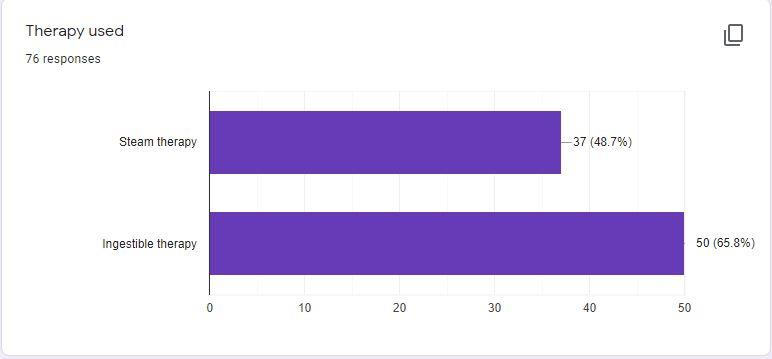 Therapy used
76 responses
Steam therapy
37 (48.7%)
Ingestible therapy
50 (65.8%)
0 10 20 30 40 50